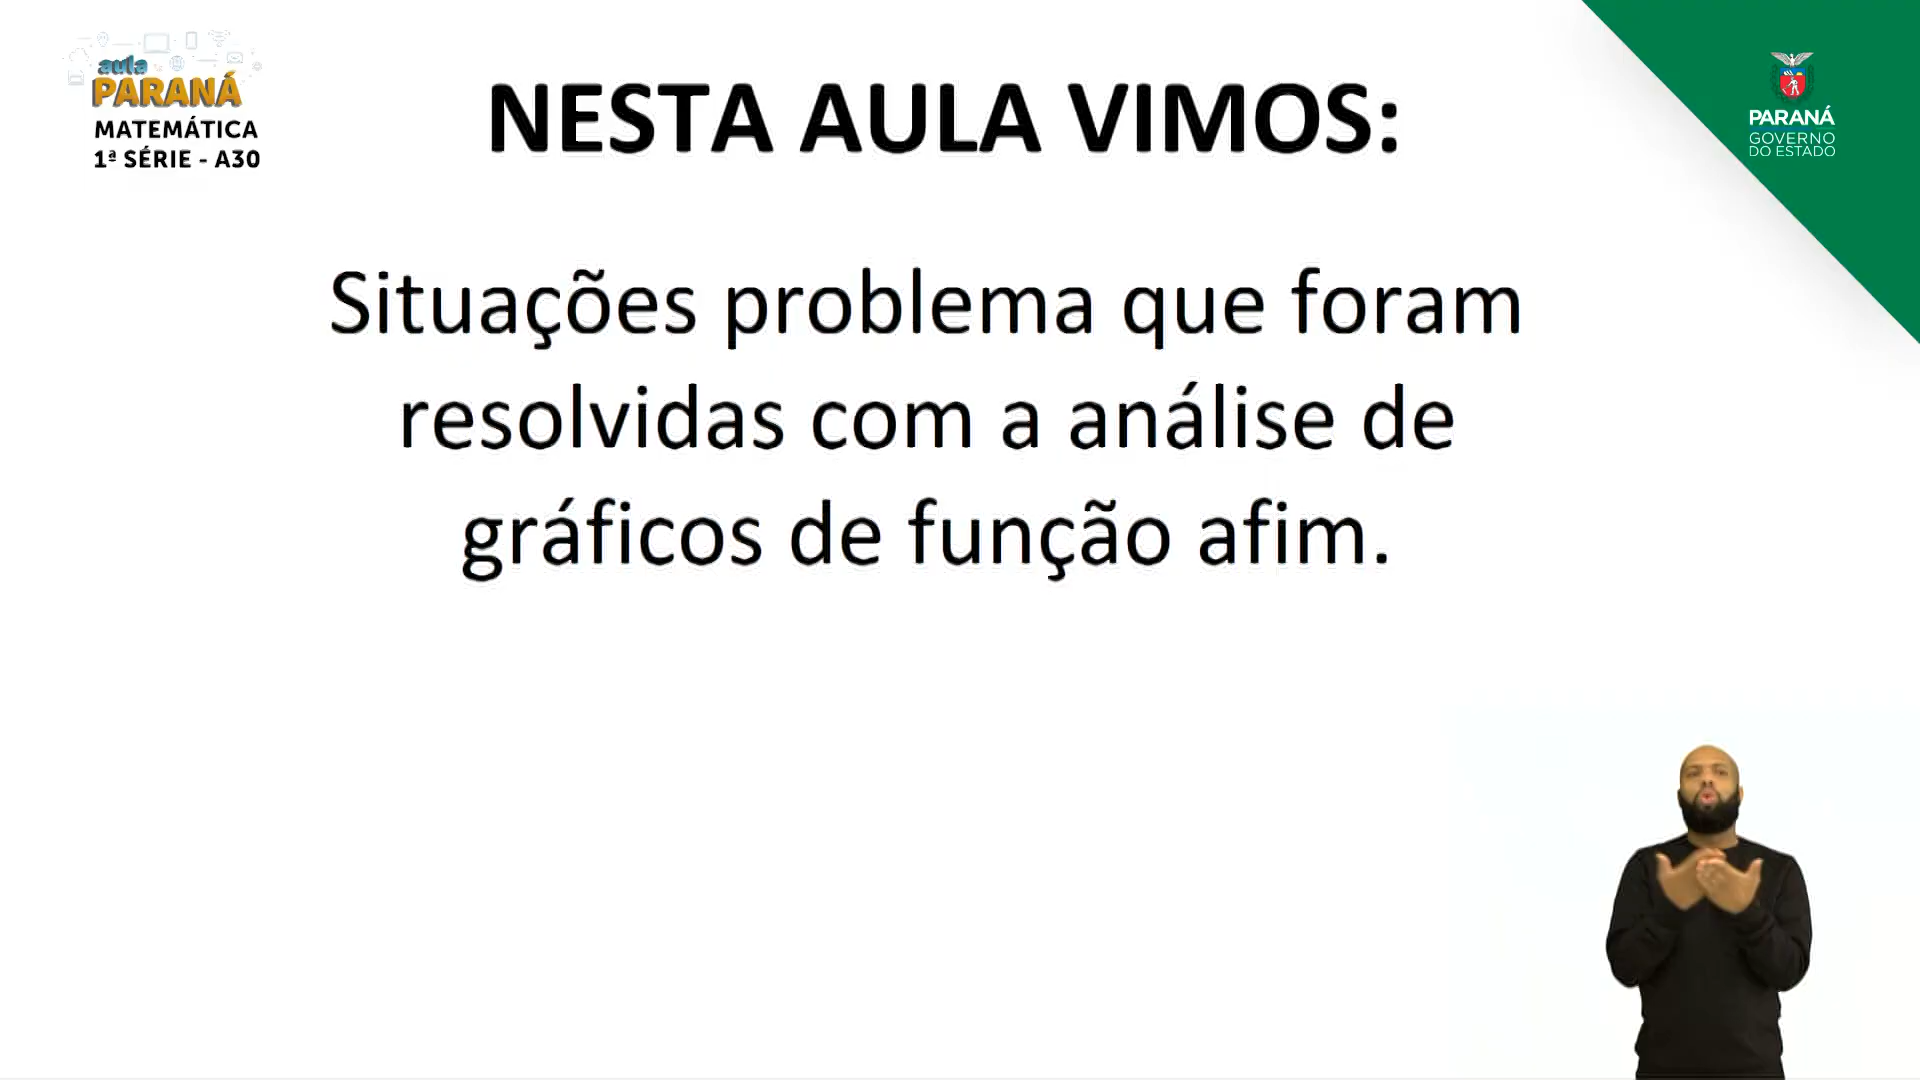 aula
PARANÁ
MATEMÁTICA
1ª SÉRIE - A30
NESTA AULA VIMOS:
PARANÁ
GOVERNO
DO ESTADO
Situações problema que foram
resolvidas com a análise de
gráficos de função afim.